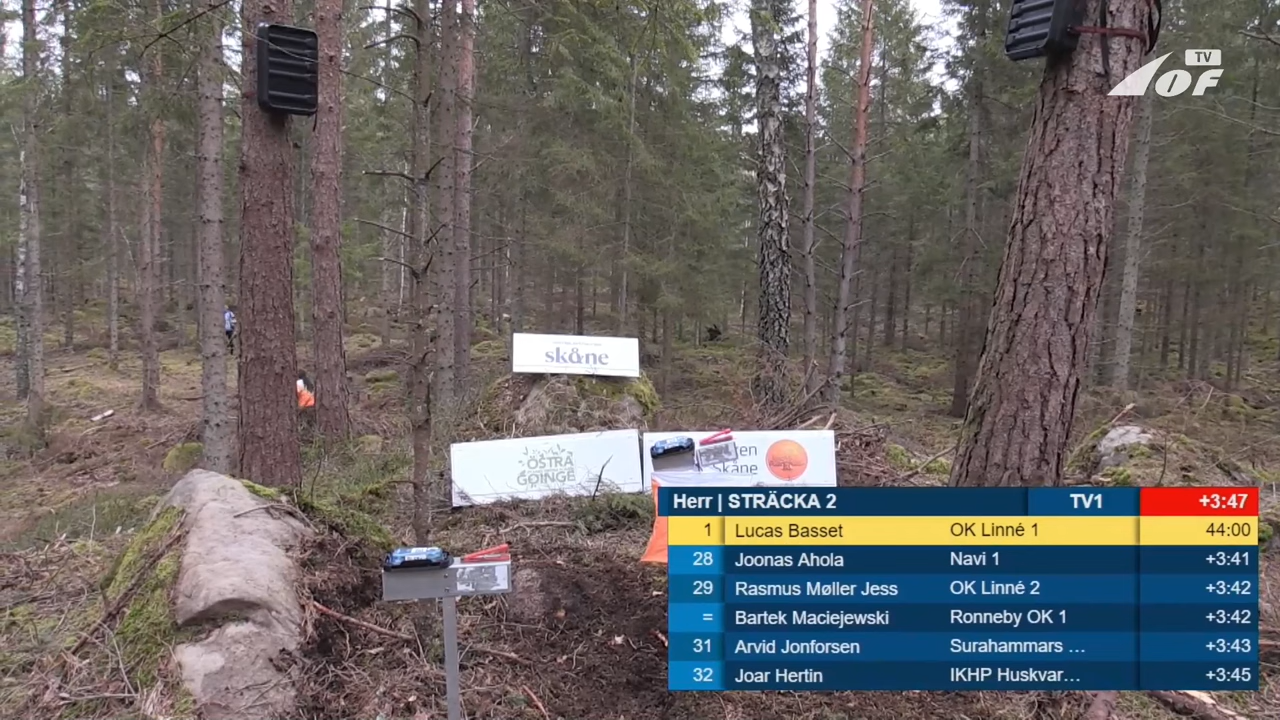 TV
OF
skåne
ÖSTRA
GÖINGE
ten
Skåne
Herr | STRÄCKA 2 TV1 +3:47
1 Lucas Basset OK Linné 1 44:00
28 Joonas Ahola Navi 1 +3:41
29 Rasmus Møller Jess OK Linné 2 +3:42
= Bartek Maciejewski Ronneby OK 1 +3:42
31 Arvid Jonforsen Surahammars … +3:43
32 Joar Hertin IKHP Huskvar… +3:45